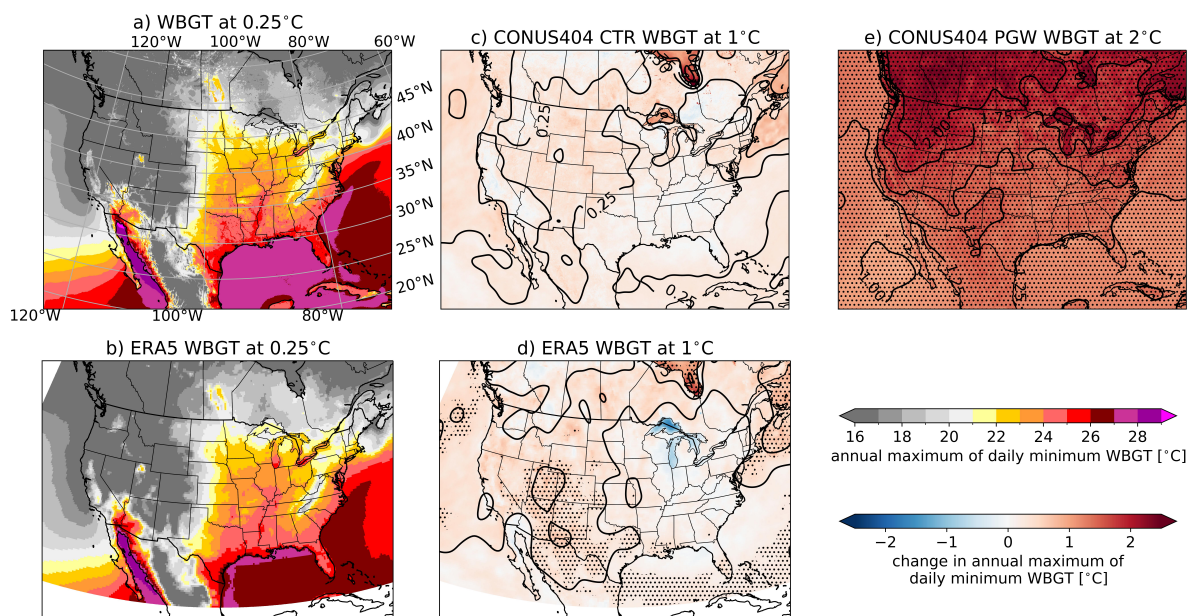 a) WBGT at 0.25°C
120°W 100°W 80°W 60°W
45°N
40°N
35°N
30°N
25°N
20°N
120°W 100°W 80°W
c) CONUS404 CTR WBGT at 1°C
0.25
0.25
0.25
e) CONUS404 PGW WBGT at 2°C
1.75
b) ERA5 WBGT at 0.25°C
d) ERA5 WBGT at 1°C
16 18 20 22 24 26 28
annual maximum of daily minimum WBGT [°C]
−2 −1 0 1 2
change in annual maximum of
daily minimum WBGT [°C]